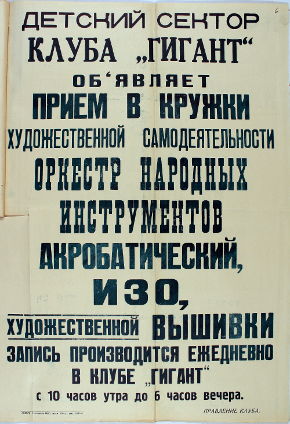 ДЕТСКИЙ СЕКТОР
КЛУБА „ГИГАНТ"
ОБ'ЯВЛЯЕТ
ПРИЕМ В КРУЖКИ
ХУДОЖЕСТВЕННОЙ САМОДЕЯТЕЛЬНОСТИ
ОРКЕСТР НАРОДНЫХ
ИНСТРУМЕНТОВ
АКРОБАТИЧЕСКИЙ,
ИЗО,
ХУДОЖЕСТВЕННОЙ ВЫШИВКИ
ЗАПИСЬ ПРОИЗВОДИТСЯ ЕЖЕДНЕВНО
В КЛУБЕ „ГИГАНТ"
с 10 часов утра до 6 часов вечера.
ПРАВЛЕНИЕ КЛУБА.